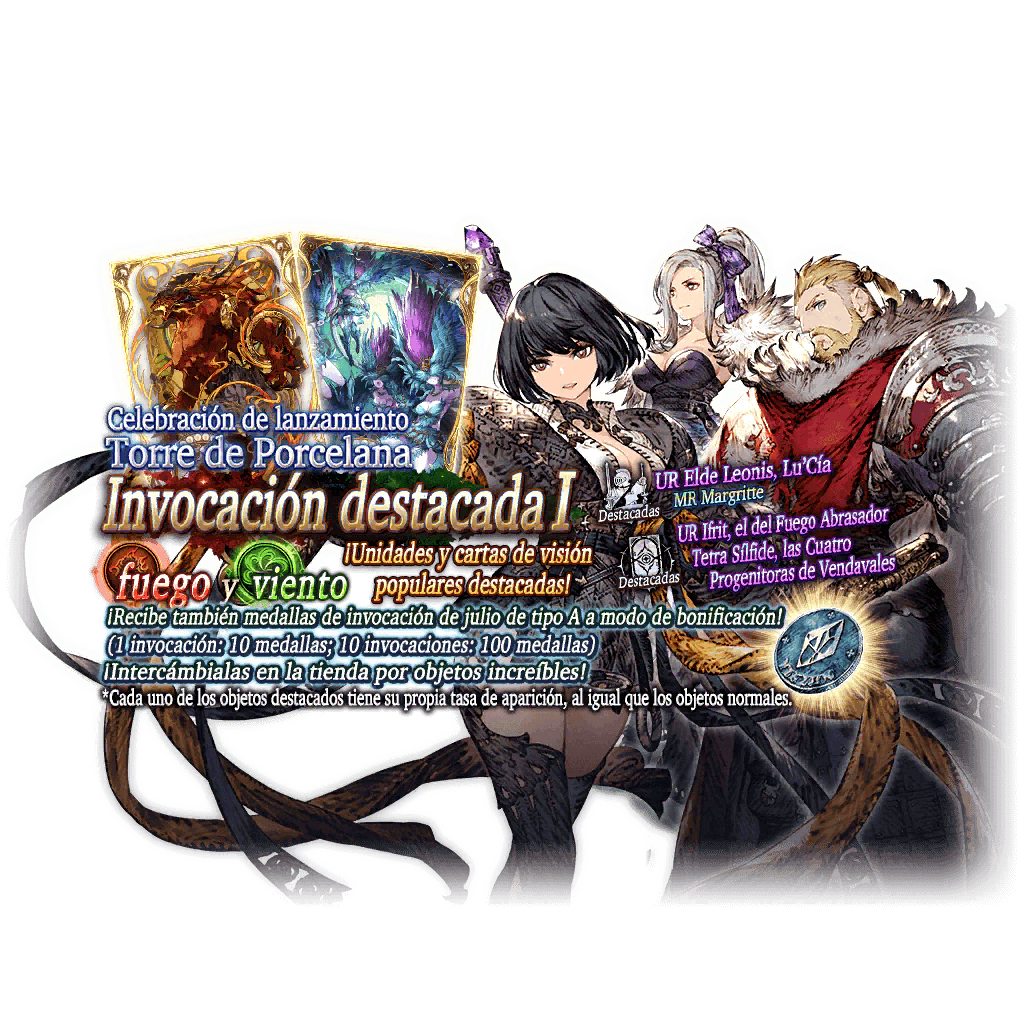 Celebración de lanzamiento
Torre de Porcelana
Invocación destacada I
fuego y viento
¡Unidades y cartas de visión
populares destacadas!
Destacadas
UR Elde Leonis, Lu'Cía
MR Margritte
Destacadas
UR Ifrit, el del Fuego Abrasador
Tetra Sílfide, las Cuatro
Progenitoras de Vendavales
¡Recibe también medallas de invocación de julio de tipo A a modo de bonificación!
(1 invocación: 10 medallas; 10 invocaciones: 100 medallas)
¡Intercámbialas en la tienda por objetos increíbles!
*Cada uno de los objetos destacados tiene su propia tasa de aparición, al igual que los objetos normales.